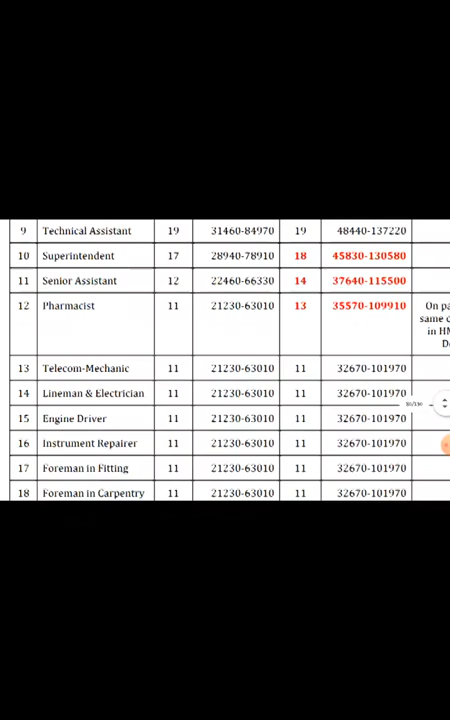 9 Technical Assistant 19 31460-84970 19 48440-137220
10 Superintendent 17 28940-78910 18 45830-130580
11 Senior Assistant 12 22460-66330 14 37640-115500
12 Pharmacist 11 21230-63010 13 35570-109910 On pa
same c
in HM
De
13 Telecom-Mechanic 11 21230-63010 11 32670-101970
14 Lineman & Electrician 11 21230-63010 11 32670-101970
15 Engine Driver 11 21230-63010 11 32670-101970
16 Instrument Repairer 11 21230-63010 11 32670-101970
17 Foreman in Fitting 11 21230-63010 11 32670-101970
18 Foreman in Carpentry 11 21230-63010 11 32670-101970